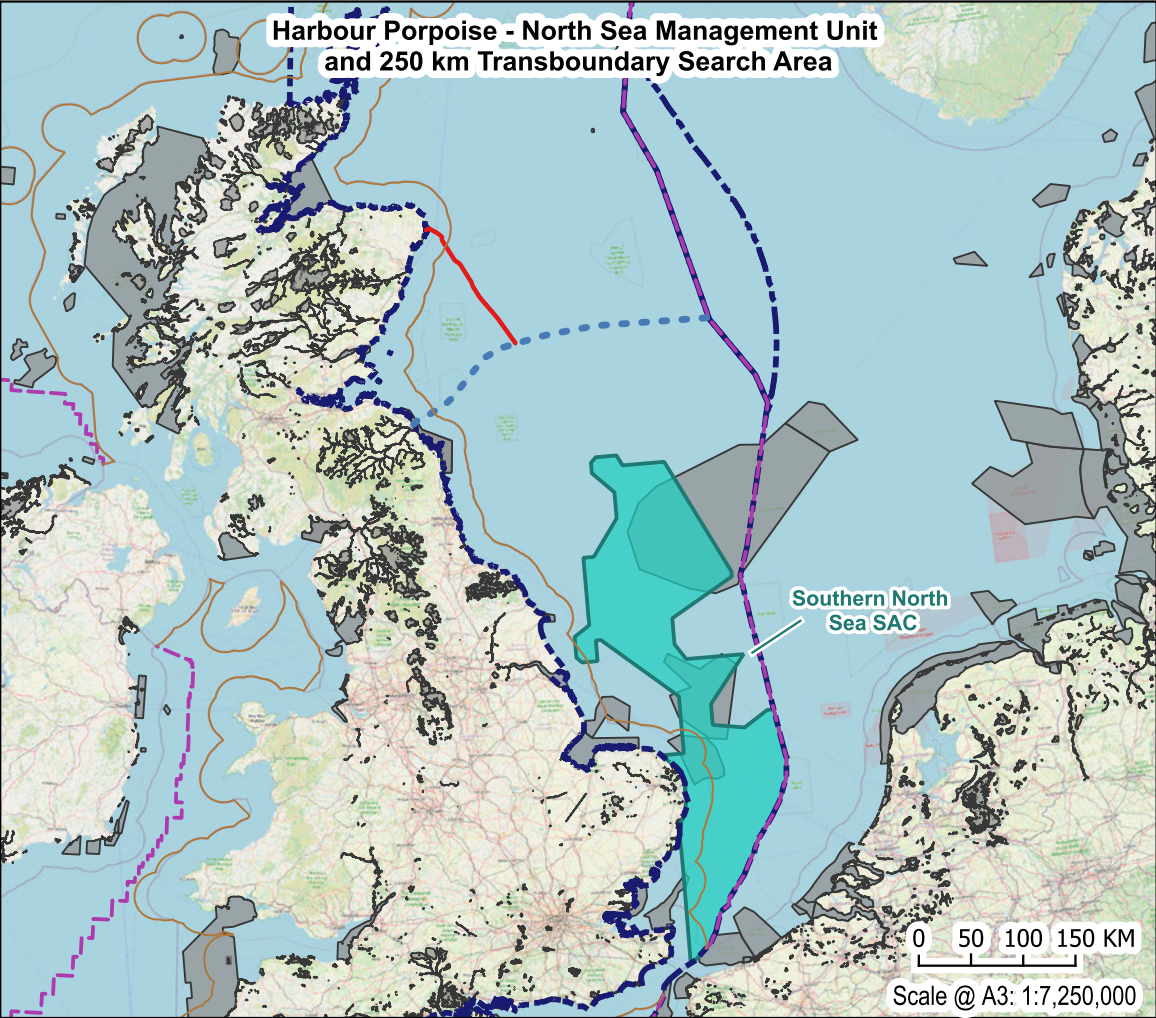 Harbour Porpoise - North Sea Management Unit
and 250 km Transboundary Search Area
Southern North
Sea SAC
0 50 100 150 KM
Scale @ A3: 1:7,250,000